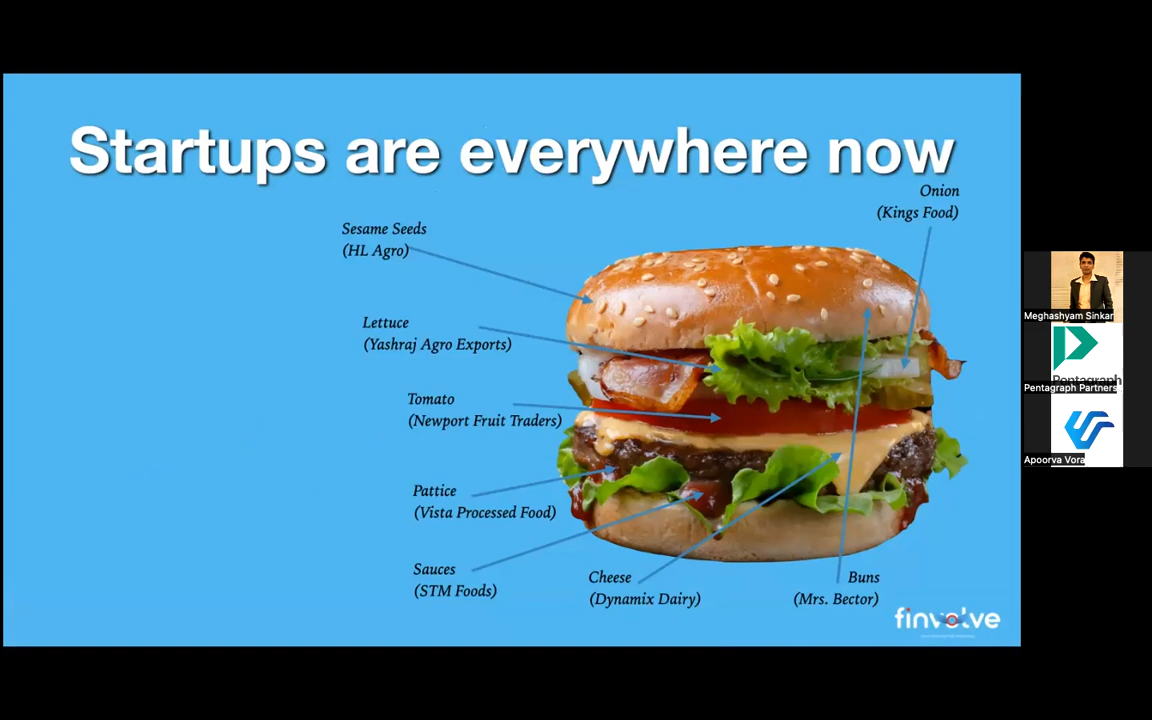 Startups are everywhere now
Onion
(Kings Food)
Sesame Seeds
(HL Agro)
Lettuce
(Yashraj Agro Exports)
Tomato
(Newport Fruit Traders)
Pattice
(Vista Processed Food)
Sauces
(STM Foods)
Cheese
(Dynamix Dairy)
Buns
(Mrs. Bector)
finvolve
Meghashyam Sinkar
Pentagraph
Pentagraph Partners
Apoorva Vora